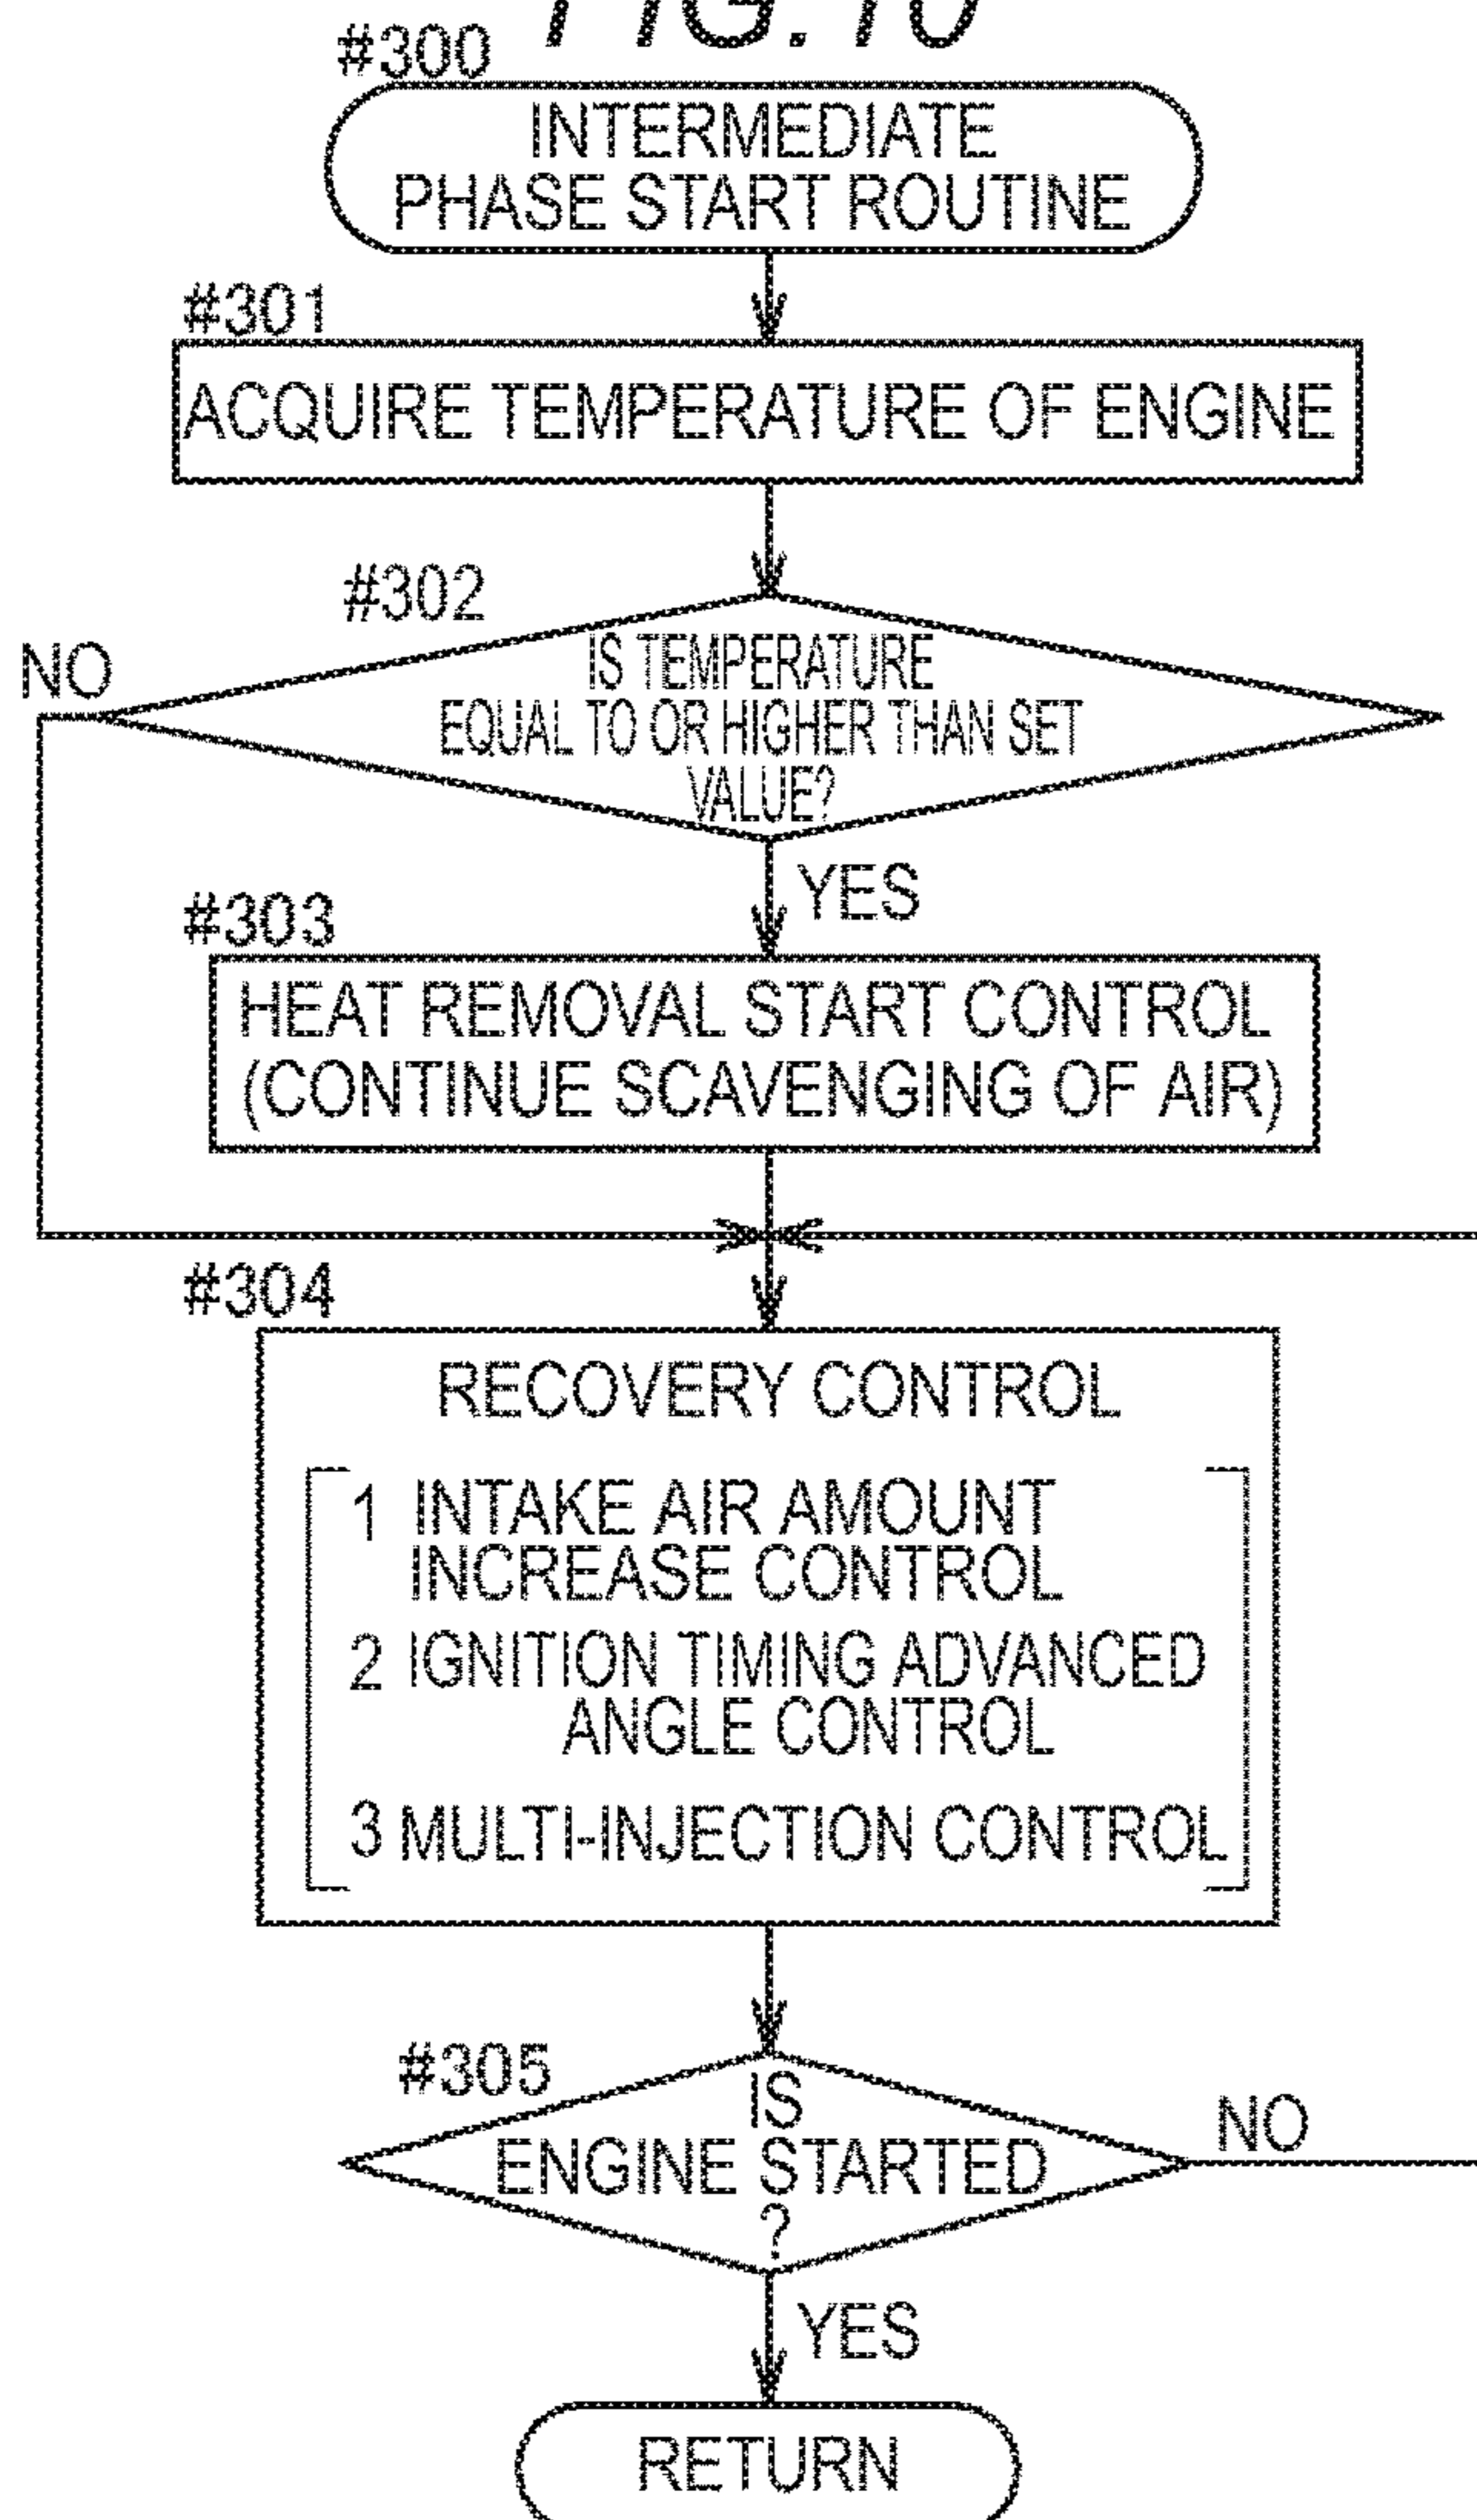 FIG. 10
#300
INTERMEDIATE
PHASE START ROUTINE
#301
ACQUIRE TEMPERATURE OF ENGINE
#302
NO
IS TEMPERATURE
EQUAL TO OR HIGHER THAN SET
VALUE?
YES
#303
HEAT REMOVAL START CONTROL
(CONTINUE SCAVENGING OF AIR)
#304
RECOVERY CONTROL
1 INTAKE AIR AMOUNT
INCREASE CONTROL
2 IGNITION TIMING ADVANCED
ANGLE CONTROL
3 MULTI-INJECTION CONTROL
#305
IS
ENGINE STARTED
?
NO
YES
RETURN